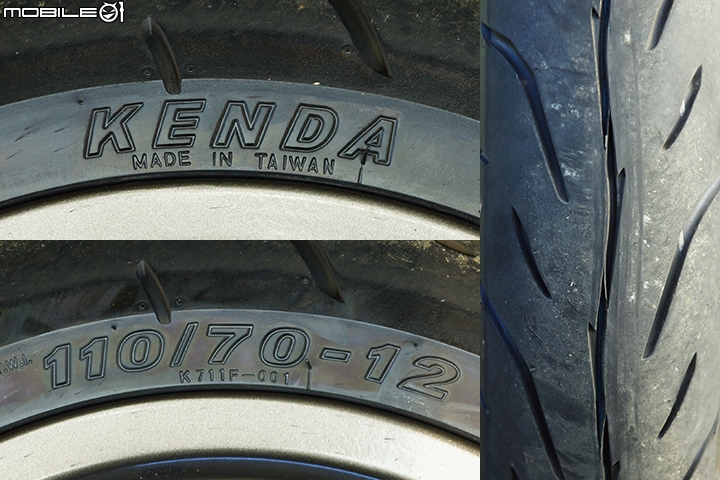 MOBILE01
KENDA
MADE IN TAIWAN
.W.J.
110/70-12
K711F-001